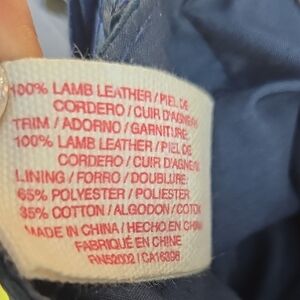 100% LAMB LEATHER / PIEL DE
CORDERO / CUIR D'AGNEAU
TRIM / ADORNO / GARNITURE:
100% LAMB LEATHER / PIEL DE
CORDERO / CUIR D'AGNEAU
LINING / FORRO / DOUBLURE:
65% POLYESTER / POLIESTER
35% COTTON / ALGODON / COTON
MADE IN CHINA / HECHO EN CHINA
FABRIQUÉ EN CHINE
RN52002 / CA16306